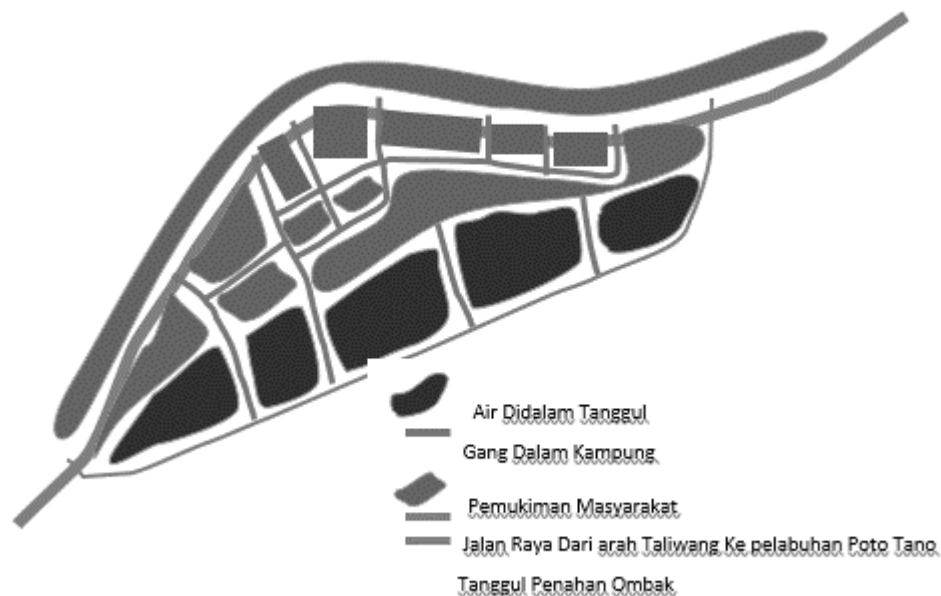 Air Didalam Tanggul
Gang Dalam Kampung
Pemukiman Masyarakat
Jalan Raya Dari arah Taliwang Ke pelabuhan Poto Tano
Tanggul Penahan Ombak